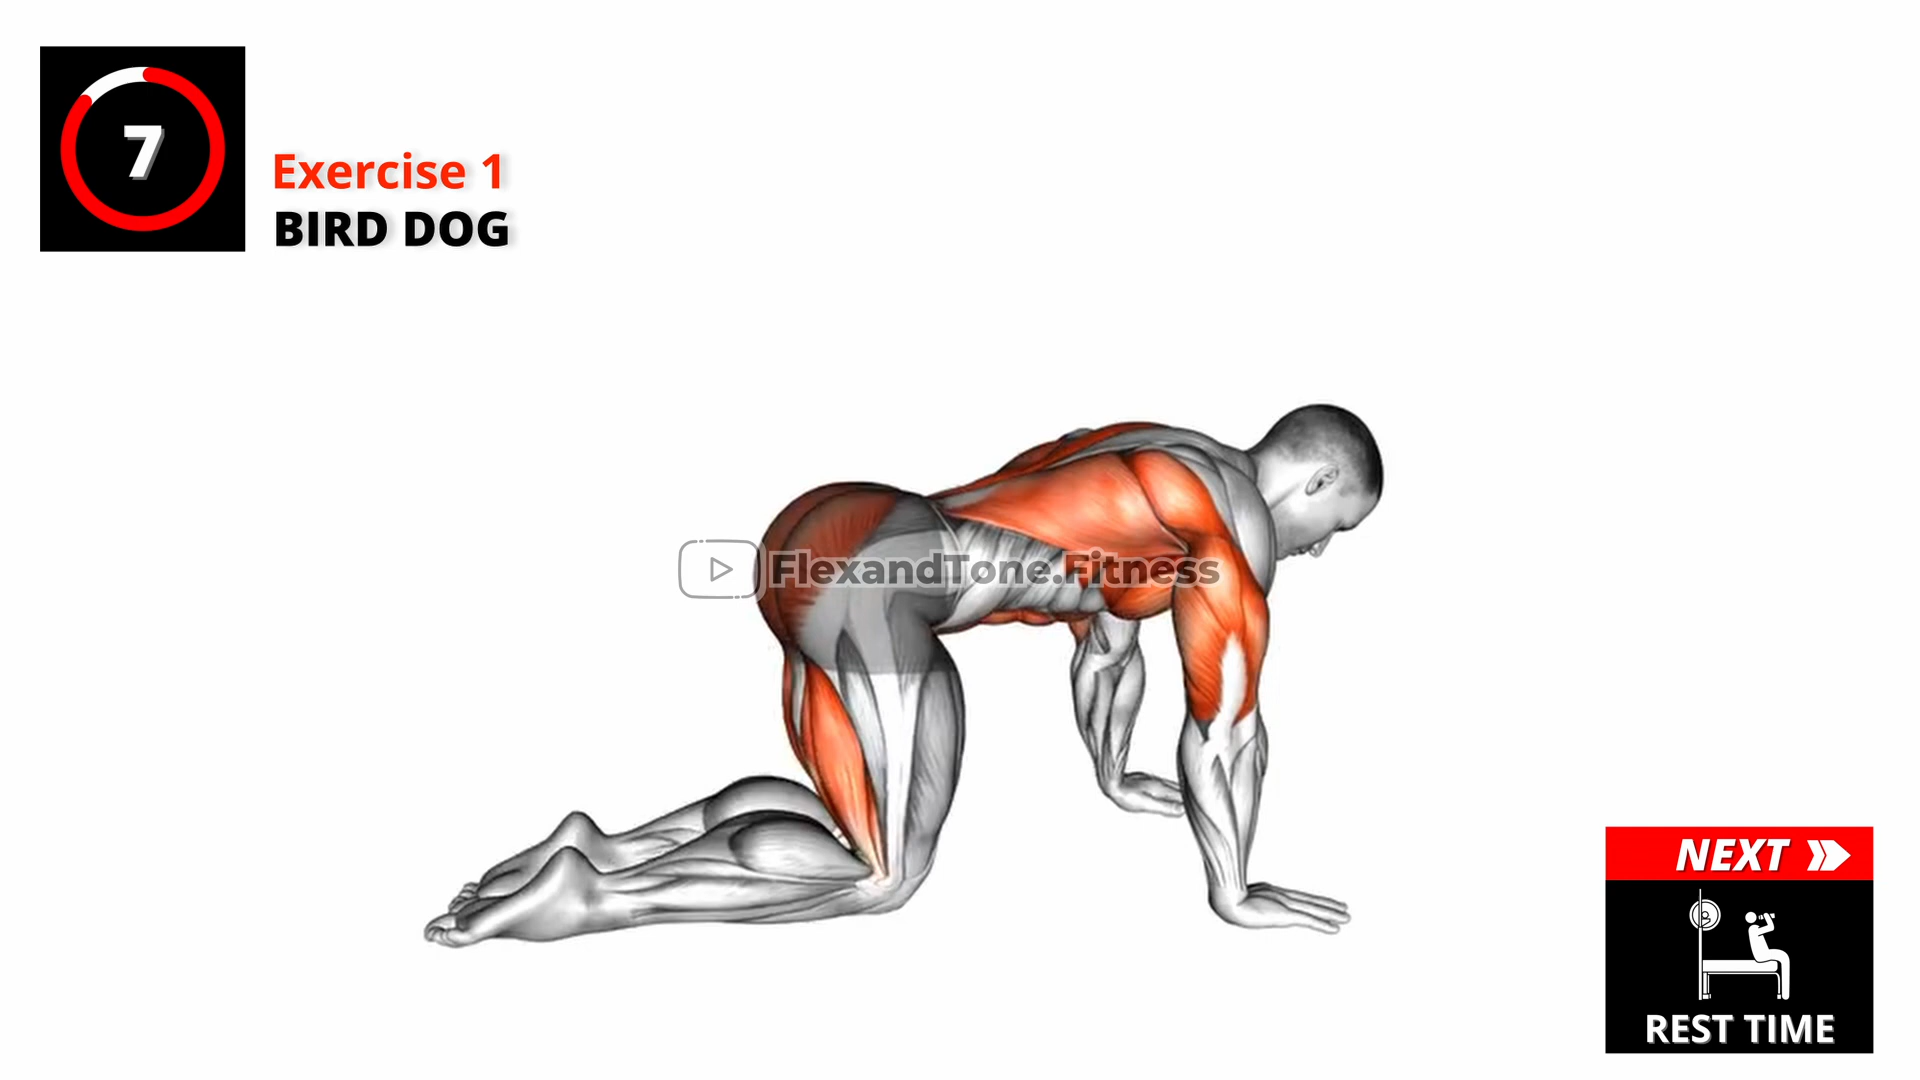 7
Exercise 1
BIRD DOG
FlexandTone.Fitness
NEXT
REST TIME